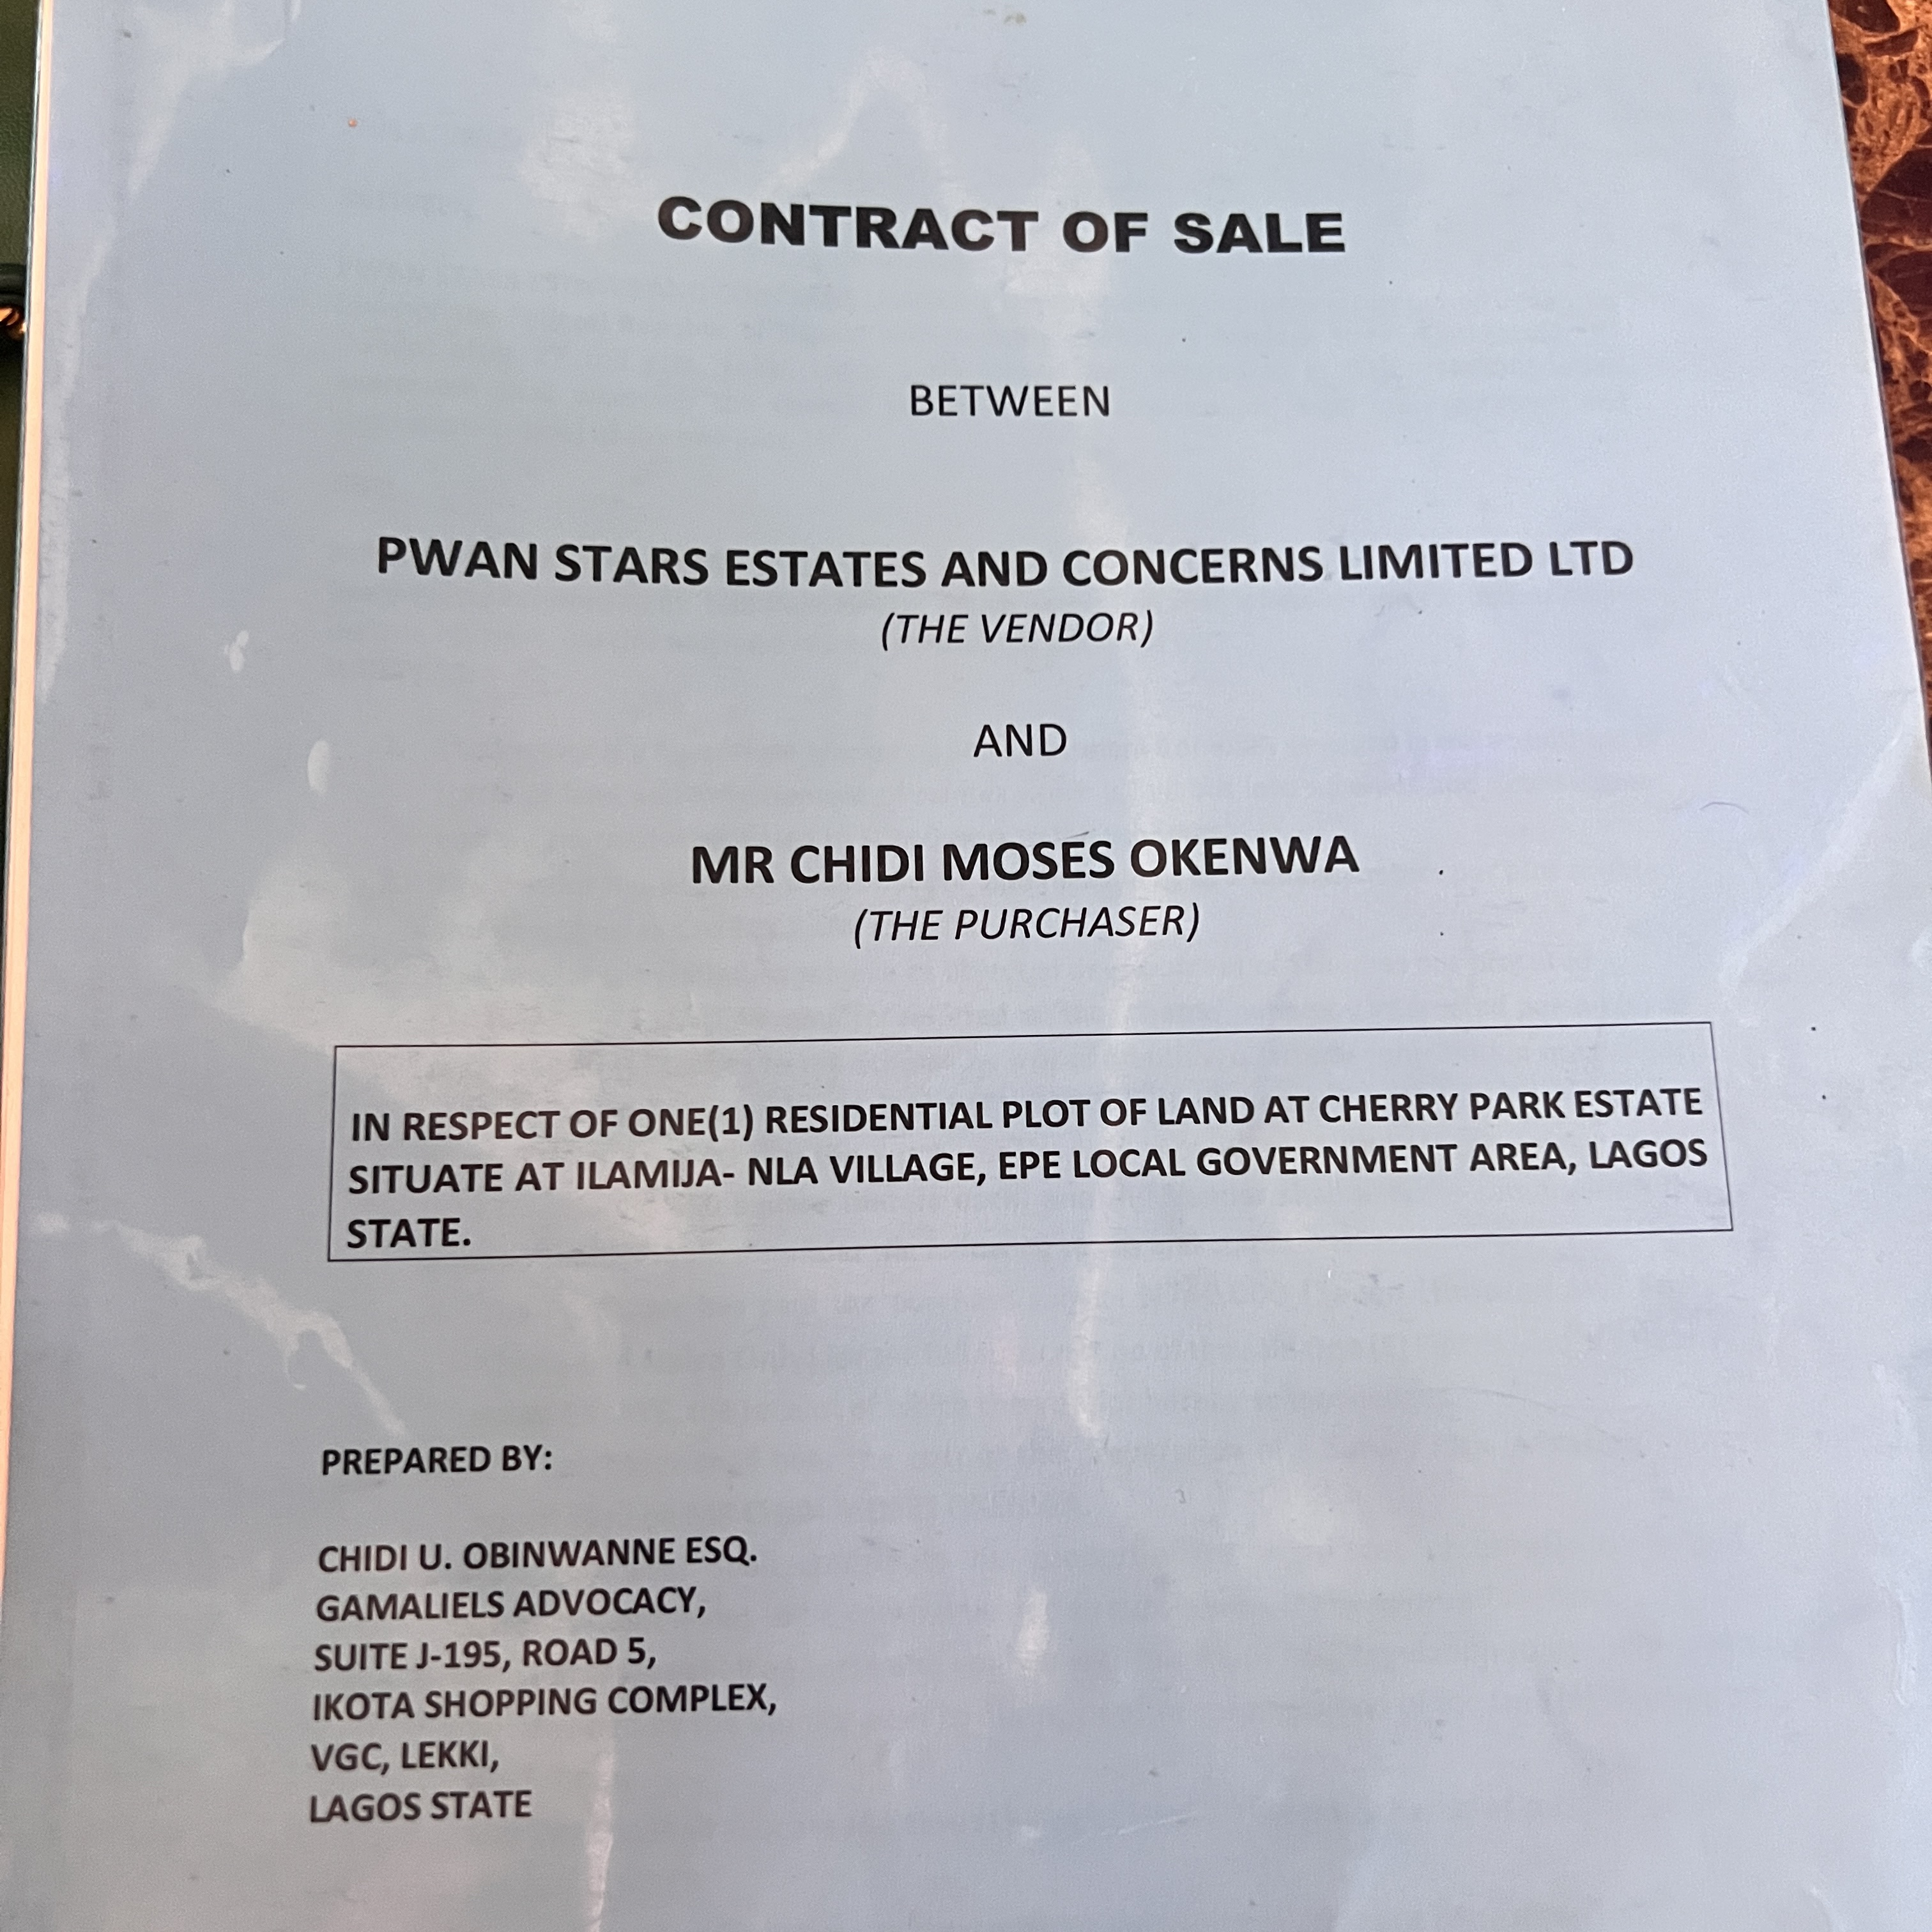 CONTRACT OF SALE
BETWEEN
PWAN STARS ESTATES AND CONCERNS LIMITED LTD
(THE VENDOR)
AND
MR CHIDI MOSES OKENWA
(THE PURCHASER)
IN RESPECT OF ONE(1) RESIDENTIAL PLOT OF LAND AT CHERRY PARK ESTATE
SITUATE AT ILAMIJA- NLA VILLAGE, EPE LOCAL GOVERNMENT AREA, LAGOS
STATE.
PREPARED BY:
CHIDI U. OBINWANNE ESQ.
GAMALIELS ADVOCACY,
SUITE J-195, ROAD 5,
IKOTA SHOPPING COMPLEX,
VGC, LEKKI,
LAGOS STATE